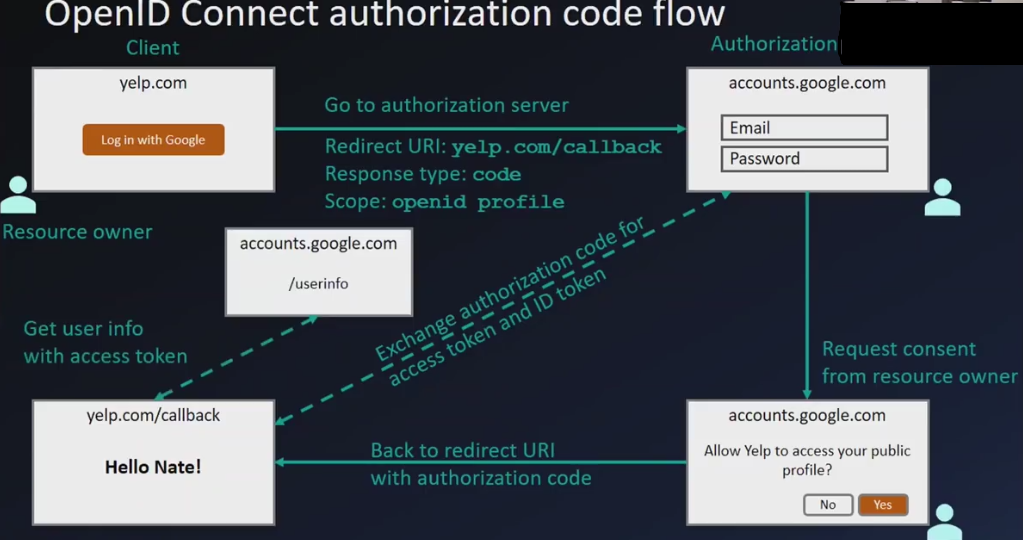 OpenID Connect authorization code flow
Client
Authorization
yelp.com
Log in with Google
Go to authorization server
Redirect URI: yelp.com/callback
Response type: code
Scope: openid profile
accounts.google.com
Email
Password
Resource owner
accounts.google.com
/userinfo
Exchange authorization code for
access token and ID token
Get user info
with access token
Request consent
from resource owner
yelp.com/callback
Hello Nate!
Back to redirect URI
with authorization code
accounts.google.com
Allow Yelp to access your public
profile?
No
Yes